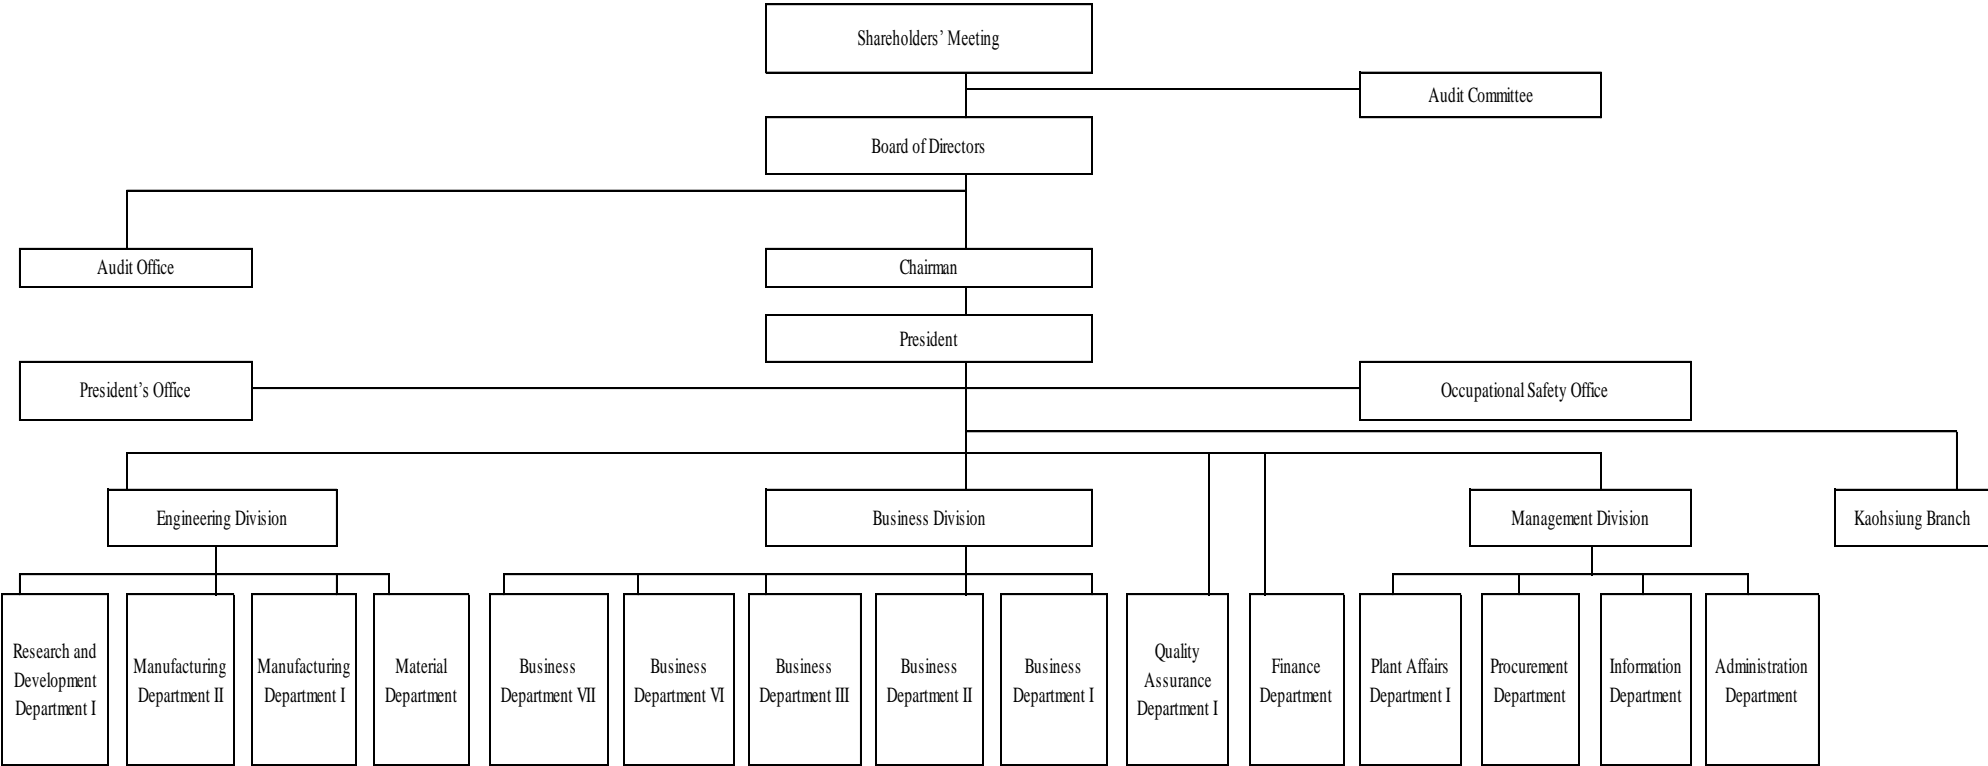 Shareholders’ Meeting
Audit Committee
Board of Directors
Audit Office
Chairman
President
President’s Office
Occupational Safety Office
Engineering Division
Business Division
Management Division
Kaohsiung Branch
Research and
Development
Department I
Manufacturing
Department II
Manufacturing
Department I
Material
Department
Business
Department VII
Business
Department VI
Business
Department III
Business
Department II
Business
Department I
Quality
Assurance
Department I
Finance
Department
Plant Affairs
Department I
Procurement
Department
Information
Department
Administration
Department